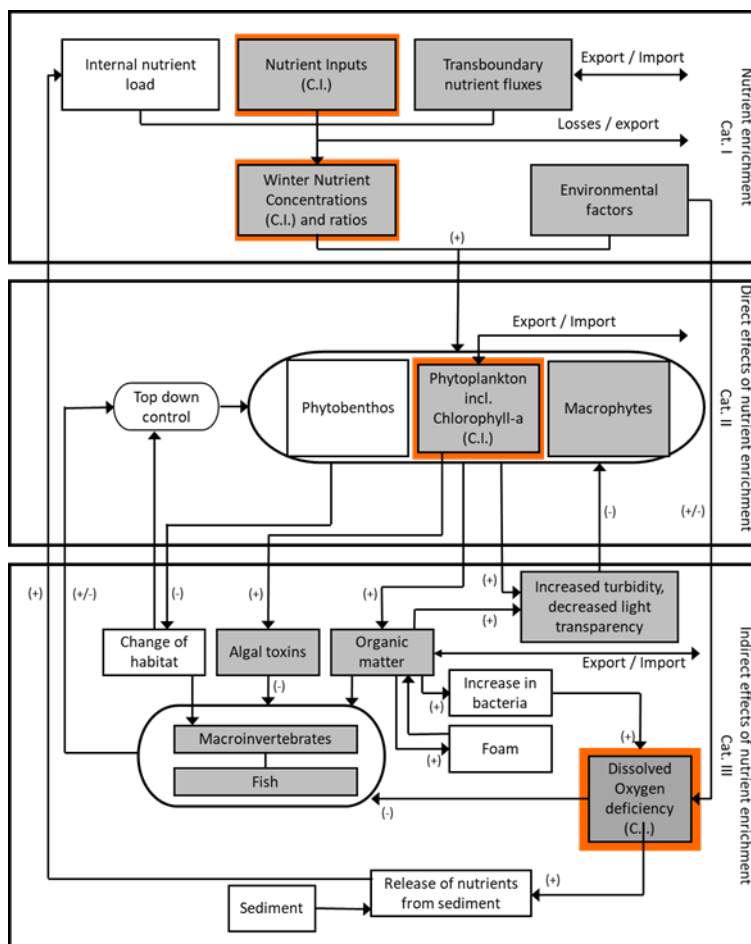 Internal nutrient
load
Nutrient Inputs
(C.I.)
Transboundary
nutrient fluxes
Export / Import
Losses / export
Winter Nutrient
Concentrations
(C.I.) and ratios
Environmental
factors
(+)
Nutrient enrichment
Cat. I
Export / Import
Top down
control
Phytobenthos
Phytoplankton
incl.
Chlorophyll-a
(C.I.)
Macrophytes
(-)
(+/-)
Direct effects of nutrient enrichment
Cat. II
(+)
(+/-)
(-)
(+)
(+)
(+)
Increased turbidity,
decreased light
transparency
Change of
habitat
Algal toxins
Organic
matter
(+)
Export / Import
(-)
Increase in
bacteria
(+)
(+)
Macroinvertebrates
Foam
(+)
Fish
Dissolved
Oxygen
deficiency
(-)
Release of nutrients
from sediment
(+)
Sediment
Indirect effects of nutrient enrichment
Cat. III